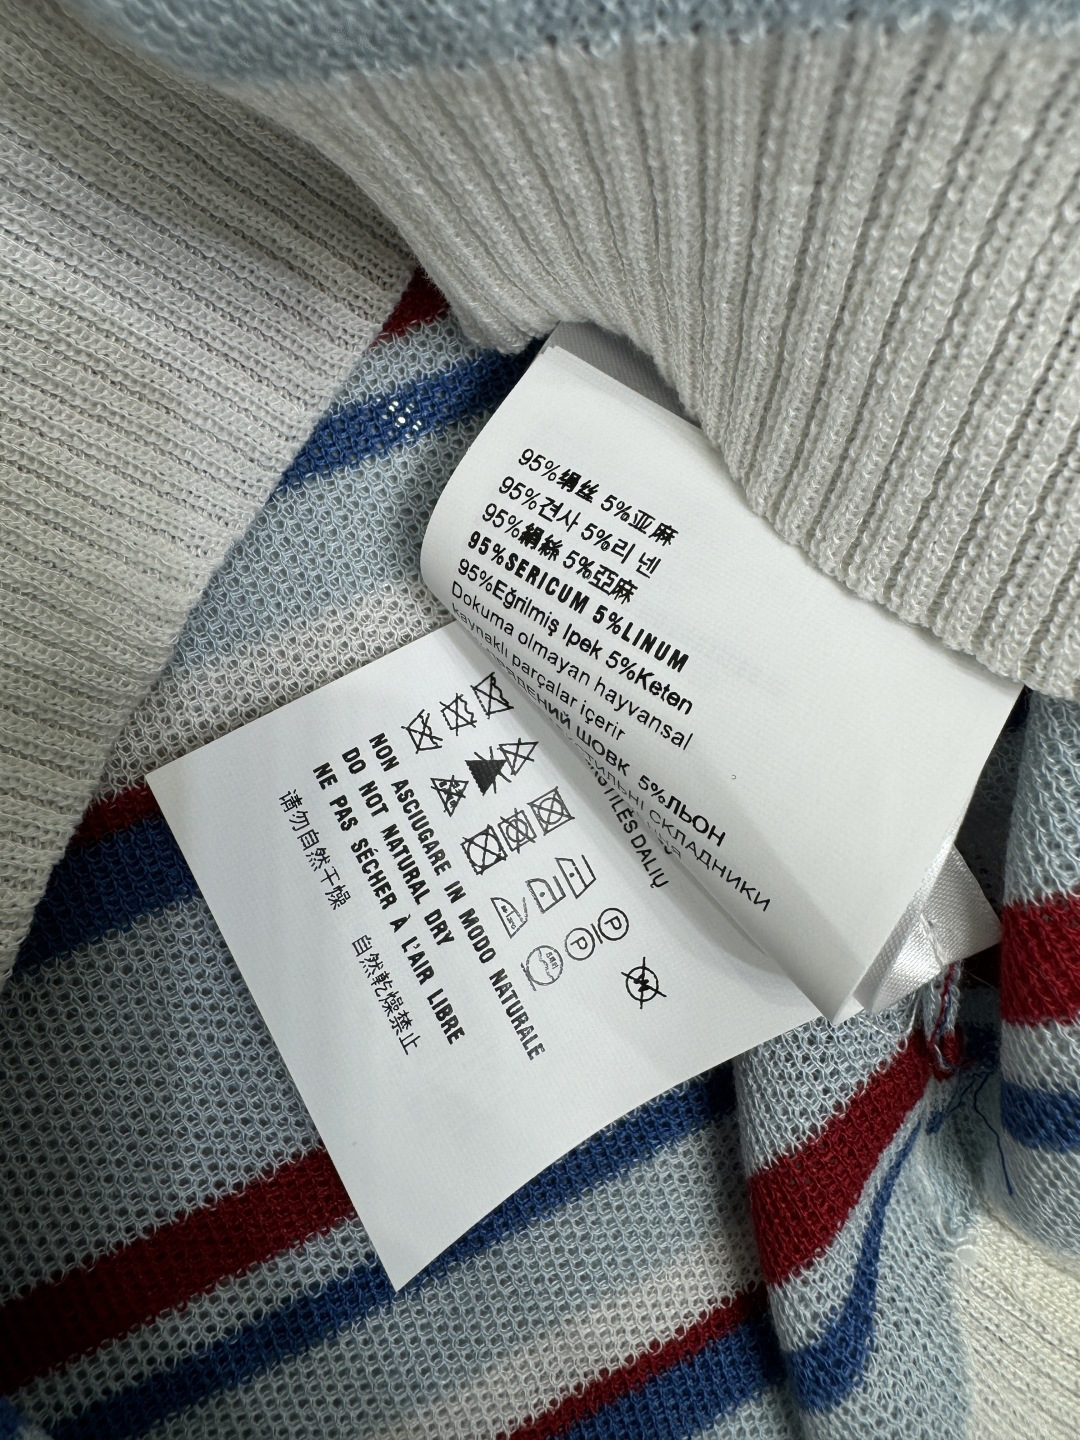 95%绢丝 5%亚麻
95%견사 5%리 넨
95%絹絲 5%亞麻
95%SERICUM 5%LINUM
95%Eğrilmiş Ipek 5%Keten
Dokuma olmayan hayvansal
kaynaklı parçalar içerir
ШОВК 5%ЛЬОН
СКЛАДНИКИ
DALIŲ
NON ASCIUGARE IN MODO NATURALE
DO NOT NATURAL DRY
NE PAS SÉCHER À L'AIR LIBRE
请勿自然干燥 自然乾燥禁止
P
P